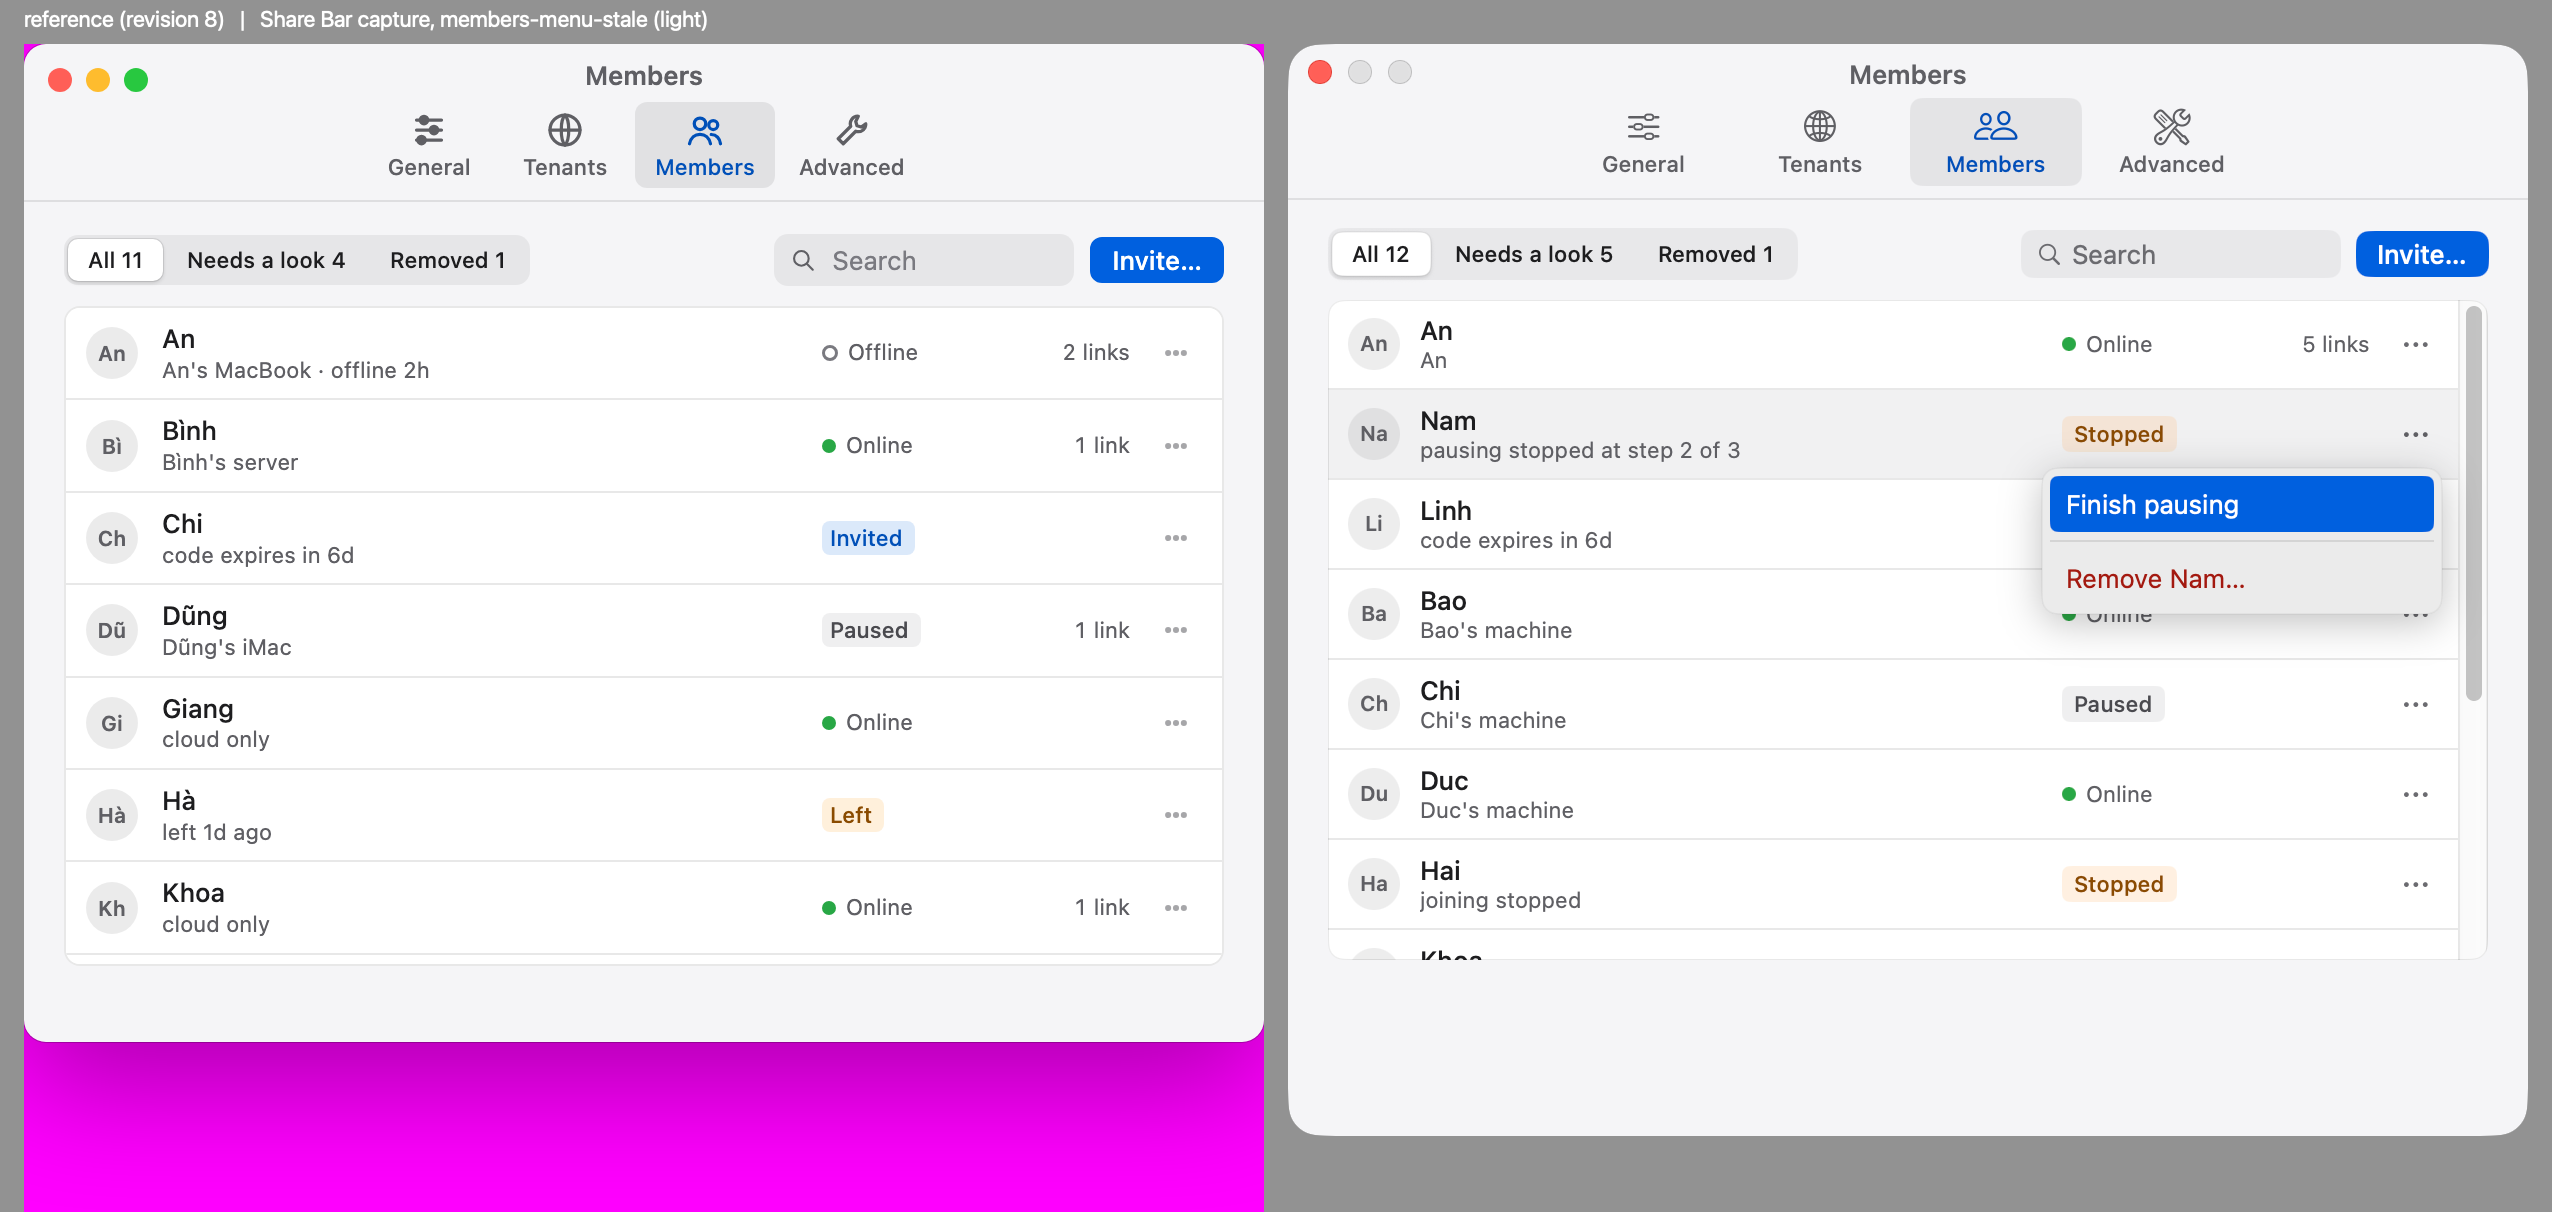 reference (revision 8) | Share Bar capture, members-menu-stale (light)
Members
General
Tenants
Members
Advanced
All 11
Needs a look 4
Removed 1
Search
Invite...
An
An
An's MacBook · offline 2h
Offline
2 links
Bì
Bình
Bình's server
Online
1 link
Ch
Chi
code expires in 6d
Invited
Dũ
Dũng
Dũng's iMac
Paused
1 link
Gi
Giang
cloud only
Online
Hà
Hà
left 1d ago
Left
Kh
Khoa
cloud only
Online
1 link
Members
General
Tenants
Members
Advanced
All 12
Needs a look 5
Removed 1
Search
Invite...
An
An
An
Online
5 links
Na
Nam
pausing stopped at step 2 of 3
Stopped
Finish pausing
Remove Nam...
Li
Linh
code expires in 6d
Ba
Bao
Bao's machine
Online
Ch
Chi
Chi's machine
Paused
Du
Duc
Duc's machine
Online
Ha
Hai
joining stopped
Stopped
Khoa